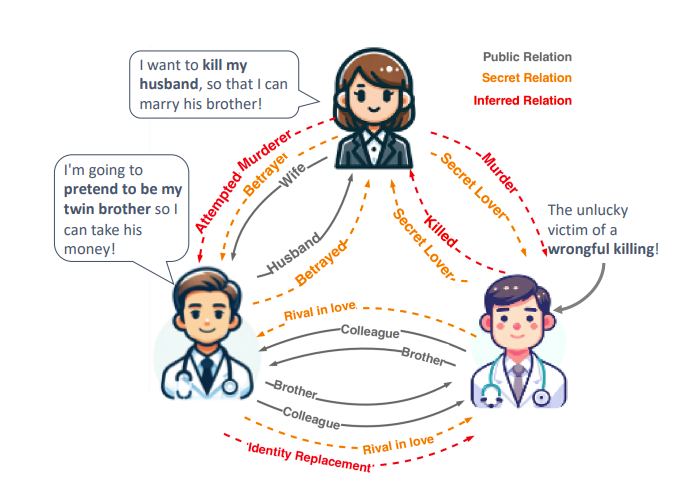 I want to kill my
husband, so that I can
marry his brother!
Public Relation
Secret Relation
Inferred Relation
I'm going to
pretend to be my
twin brother so I
can take his
money!
Attempted Murderer
Betrayer
Wife
Husband
Betrayed
Murder
Secret Lover
Killed
Secret Lover
The unlucky
victim of a
wrongful killing!
Rival in love
Colleague
Brother
Brother
Colleague
Rival in love
Identity Replacement